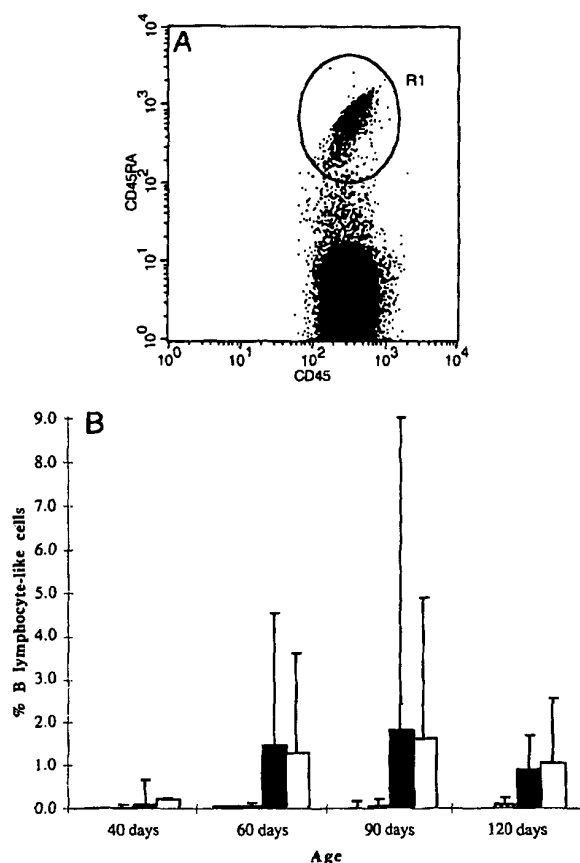 A
R1
CD45RA
10^4
10^3
10^2
10^1
10^0
10^0 10^1 10^2 10^3 10^4
CD45
B
% B lymphocyte-like cells
9.0
8.0
7.0
6.0
5.0
4.0
3.0
2.0
1.0
0.0
40 days 60 days 90 days 120 days
Age